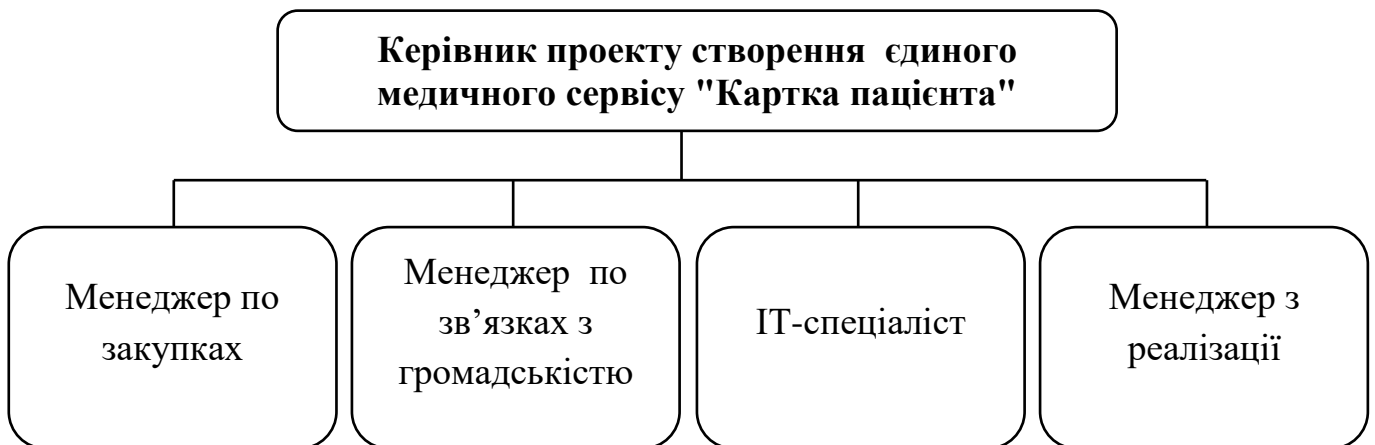 Керівник проекту створення єдиного
медичного сервісу "Картка пацієнта"
Менеджер по
закупках
Менеджер по
зв’язках з
громадськістю
ІТ-спеціаліст
Менеджер з
реалізації